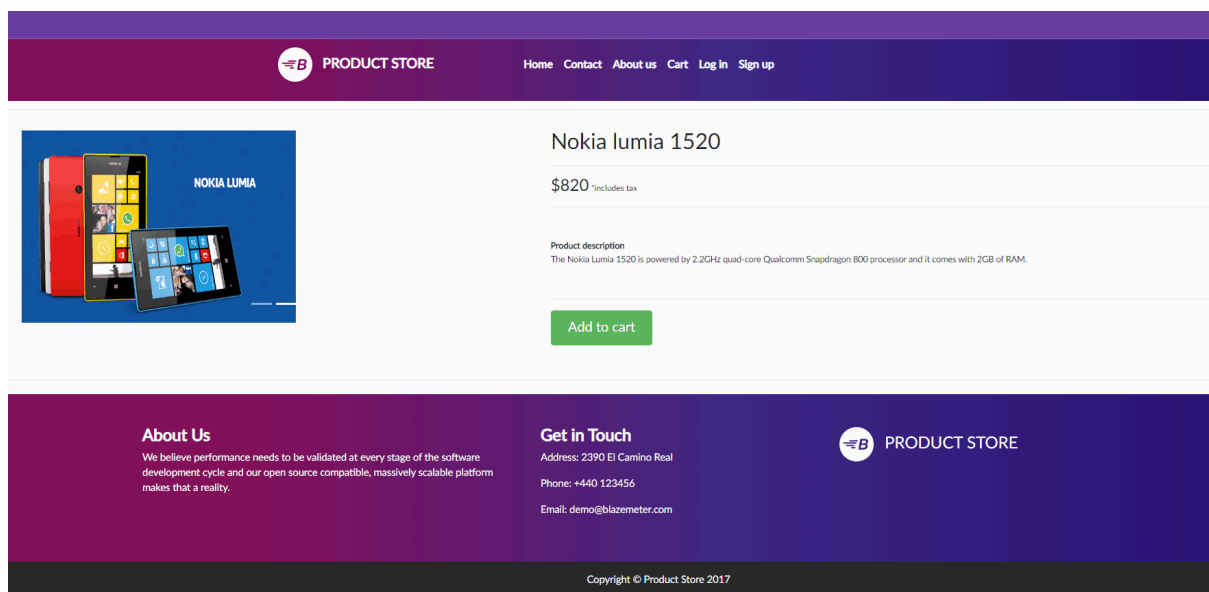 B PRODUCT STORE
Home Contact About us Cart Log in Sign up
NOKIA LUMIA
Nokia lumia 1520
$820 *includes tax
Product description
The Nokia Lumia 1520 is powered by 2.2GHz quad-core Qualcomm Snapdragon 800 processor and it comes with 2GB of RAM.
Add to cart
About Us
We believe performance needs to be validated at every stage of the software
development cycle and our open source compatible, massively scalable platform
makes that a reality.
Get in Touch
Address: 2390 El Camino Real
Phone: +440 123456
Email: demo@blazemeter.com
B PRODUCT STORE
Copyright © Product Store 2017